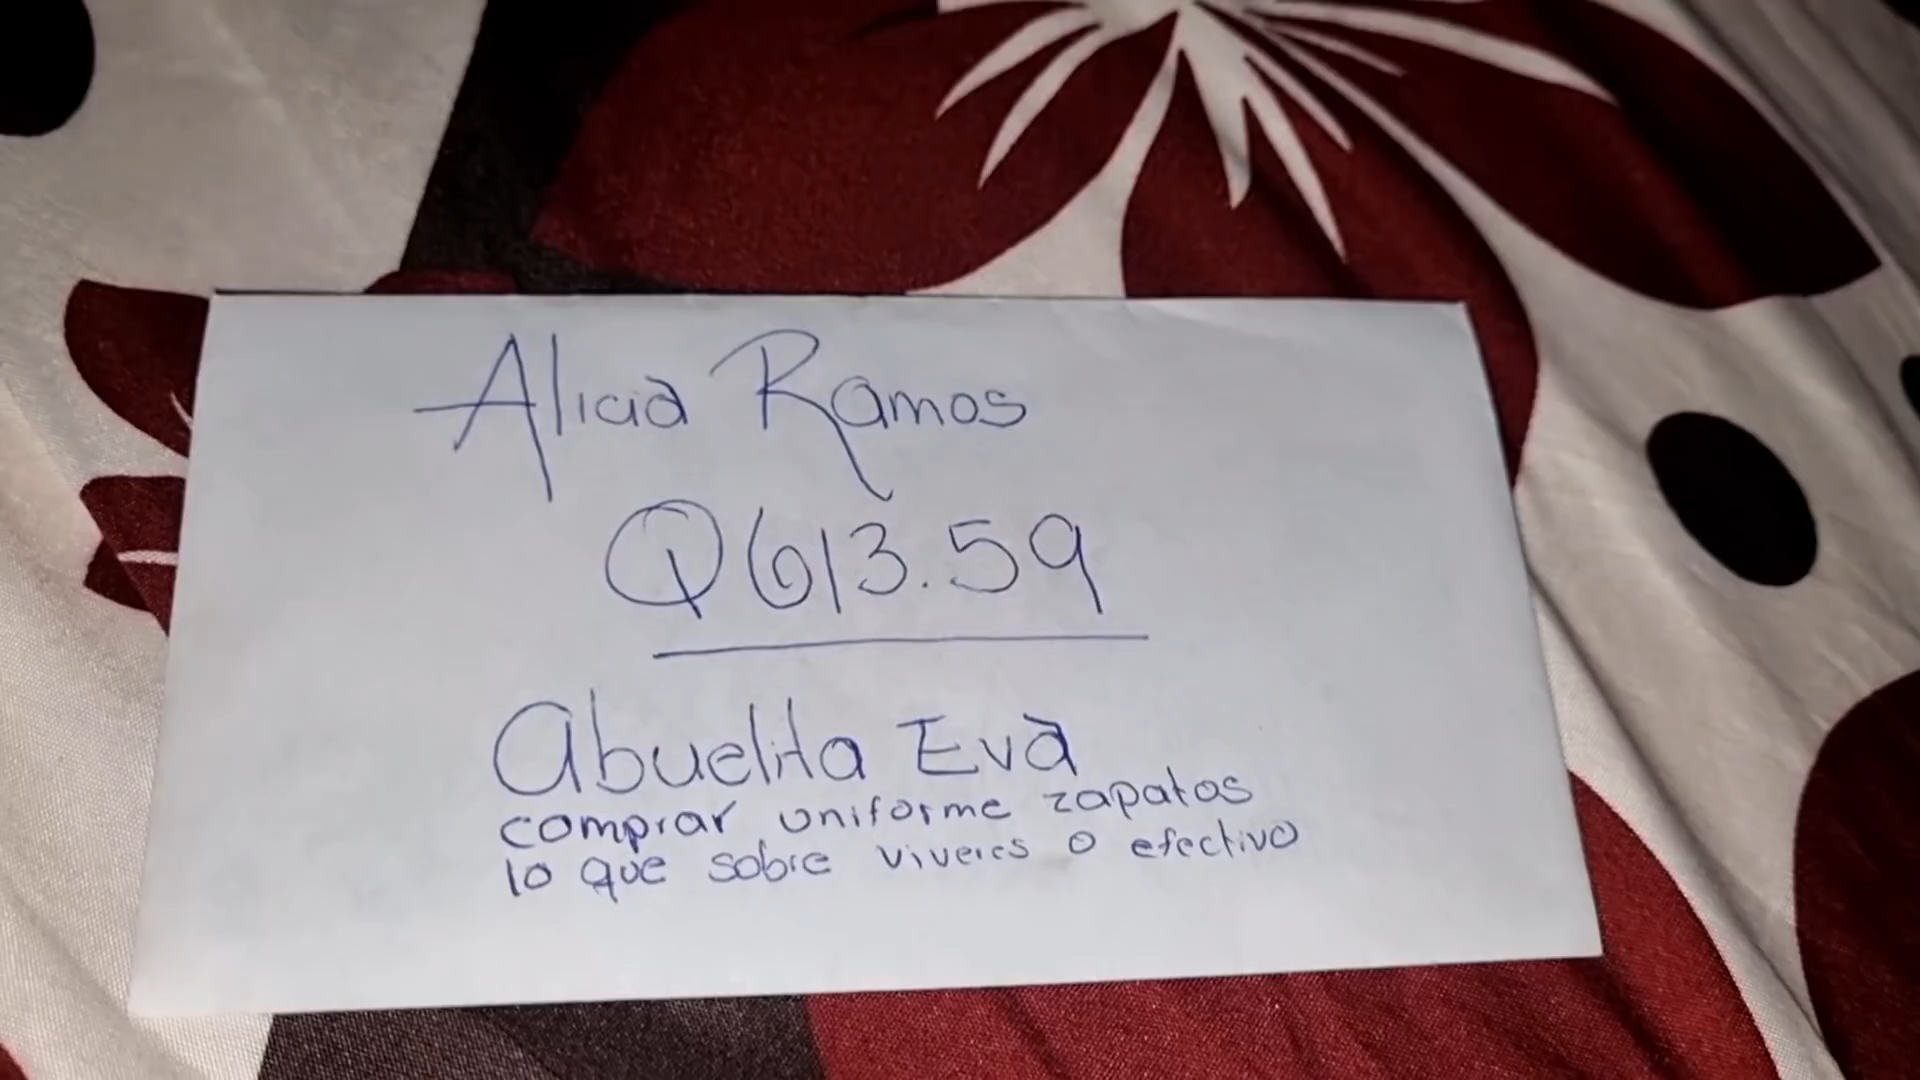 Alicia Ramos
Q613.59
Abuelita Eva
comprar uniforme zapatos
lo que sobre viveres o efectivo